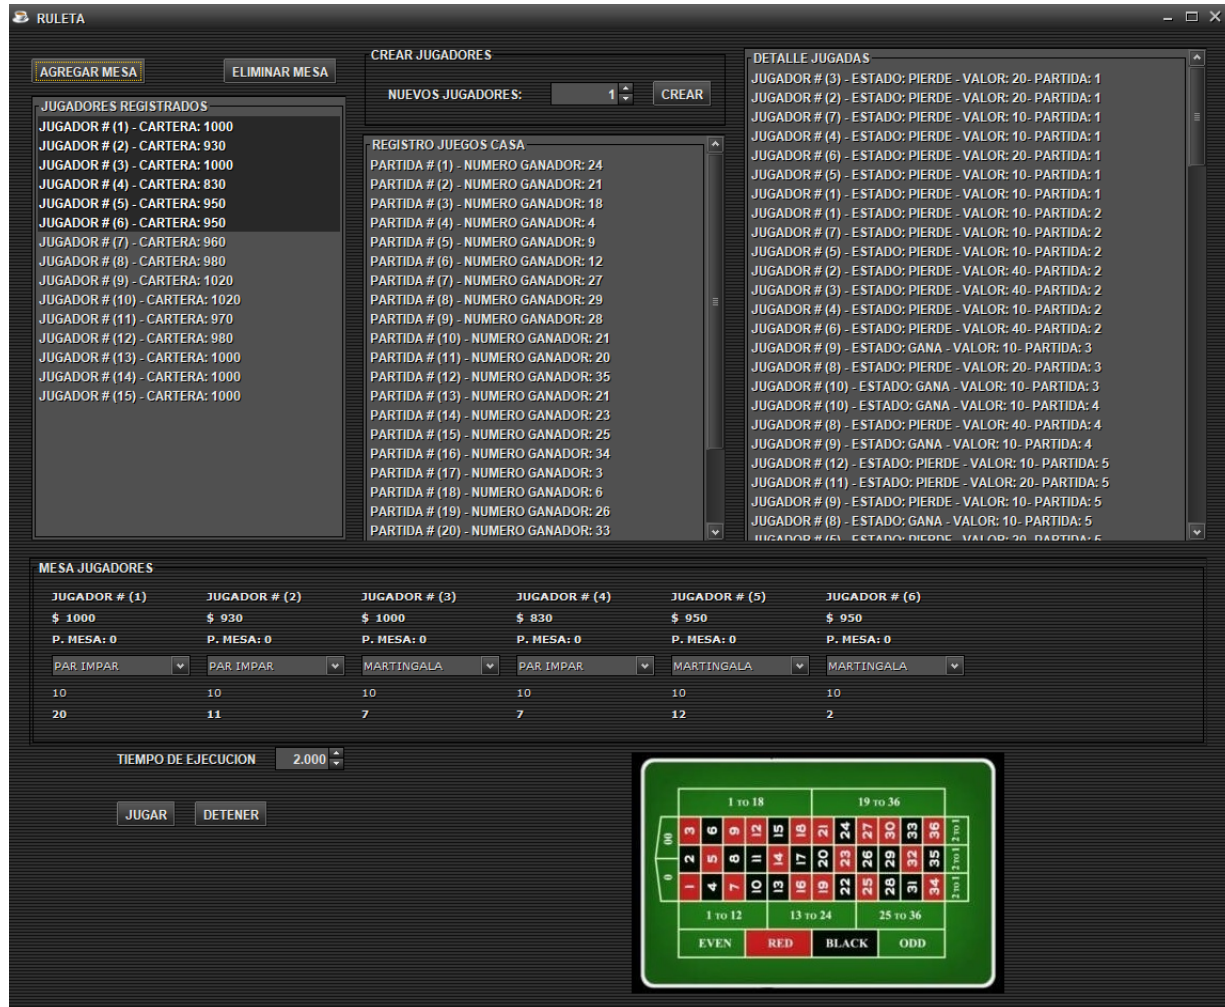 RULETA
AGREGAR MESA
ELIMINAR MESA
JUGADORES REGISTRADOS
JUGADOR # (1) - CARTERA: 1000
JUGADOR # (2) - CARTERA: 930
JUGADOR # (3) - CARTERA: 1000
JUGADOR # (4) - CARTERA: 830
JUGADOR # (5) - CARTERA: 950
JUGADOR # (6) - CARTERA: 950
JUGADOR # (7) - CARTERA: 960
JUGADOR # (8) - CARTERA: 980
JUGADOR # (9) - CARTERA: 1020
JUGADOR # (10) - CARTERA: 1020
JUGADOR # (11) - CARTERA: 970
JUGADOR # (12) - CARTERA: 980
JUGADOR # (13) - CARTERA: 1000
JUGADOR # (14) - CARTERA: 1000
JUGADOR # (15) - CARTERA: 1000
CREAR JUGADORES
NUEVOS JUGADORES: 1 CREAR
REGISTRO JUEGOS CASA
PARTIDA # (1) - NUMERO GANADOR: 24
PARTIDA # (2) - NUMERO GANADOR: 21
PARTIDA # (3) - NUMERO GANADOR: 18
PARTIDA # (4) - NUMERO GANADOR: 4
PARTIDA # (5) - NUMERO GANADOR: 9
PARTIDA # (6) - NUMERO GANADOR: 12
PARTIDA # (7) - NUMERO GANADOR: 27
PARTIDA # (8) - NUMERO GANADOR: 29
PARTIDA # (9) - NUMERO GANADOR: 28
PARTIDA # (10) - NUMERO GANADOR: 21
PARTIDA # (11) - NUMERO GANADOR: 20
PARTIDA # (12) - NUMERO GANADOR: 35
PARTIDA # (13) - NUMERO GANADOR: 21
PARTIDA # (14) - NUMERO GANADOR: 23
PARTIDA # (15) - NUMERO GANADOR: 25
PARTIDA # (16) - NUMERO GANADOR: 34
PARTIDA # (17) - NUMERO GANADOR: 3
PARTIDA # (18) - NUMERO GANADOR: 6
PARTIDA # (19) - NUMERO GANADOR: 26
PARTIDA # (20) - NUMERO GANADOR: 33
DETALLE JUGADAS
JUGADOR # (3) - ESTADO: PIERDE - VALOR: 20- PARTIDA: 1
JUGADOR # (2) - ESTADO: PIERDE - VALOR: 20- PARTIDA: 1
JUGADOR # (7) - ESTADO: PIERDE - VALOR: 10- PARTIDA: 1
JUGADOR # (4) - ESTADO: PIERDE - VALOR: 10- PARTIDA: 1
JUGADOR # (6) - ESTADO: PIERDE - VALOR: 20- PARTIDA: 1
JUGADOR # (5) - ESTADO: PIERDE - VALOR: 10- PARTIDA: 1
JUGADOR # (1) - ESTADO: PIERDE - VALOR: 10- PARTIDA: 1
JUGADOR # (1) - ESTADO: PIERDE - VALOR: 10- PARTIDA: 2
JUGADOR # (7) - ESTADO: PIERDE - VALOR: 10- PARTIDA: 2
JUGADOR # (5) - ESTADO: PIERDE - VALOR: 10- PARTIDA: 2
JUGADOR # (2) - ESTADO: PIERDE - VALOR: 40- PARTIDA: 2
JUGADOR # (3) - ESTADO: PIERDE - VALOR: 40- PARTIDA: 2
JUGADOR # (4) - ESTADO: PIERDE - VALOR: 10- PARTIDA: 2
JUGADOR # (6) - ESTADO: PIERDE - VALOR: 40- PARTIDA: 2
JUGADOR # (9) - ESTADO: GANA - VALOR: 10- PARTIDA: 3
JUGADOR # (8) - ESTADO: PIERDE - VALOR: 20- PARTIDA: 3
JUGADOR # (10) - ESTADO: GANA - VALOR: 10- PARTIDA: 3
JUGADOR # (10) - ESTADO: GANA - VALOR: 10- PARTIDA: 4
JUGADOR # (8) - ESTADO: PIERDE - VALOR: 40- PARTIDA: 4
JUGADOR # (9) - ESTADO: GANA - VALOR: 10- PARTIDA: 4
JUGADOR # (12) - ESTADO: PIERDE - VALOR: 10- PARTIDA: 5
JUGADOR # (11) - ESTADO: PIERDE - VALOR: 20- PARTIDA: 5
JUGADOR # (9) - ESTADO: PIERDE - VALOR: 10- PARTIDA: 5
JUGADOR # (8) - ESTADO: GANA - VALOR: 10- PARTIDA: 5
MESA JUGADORES
JUGADOR # (1) JUGADOR # (2) JUGADOR # (3) JUGADOR # (4) JUGADOR # (5) JUGADOR # (6)
$ 1000 $ 930 $ 1000 $ 830 $ 950 $ 950
P. MESA: 0 P. MESA: 0 P. MESA: 0 P. MESA: 0 P. MESA: 0 P. MESA: 0
PAR IMPAR PAR IMPAR MARTINGALA PAR IMPAR MARTINGALA MARTINGALA
10 10 10 10 10 10
20 11 7 7 12 2
TIEMPO DE EJECUCION 2.000
JUGAR DETENER
1 TO 18 19 TO 36
00 3 6 9 12 15 18 21 24 27 30 33 36 2 TO 1
2 5 8 11 14 17 20 23 26 29 32 35 2 TO 1
0 1 4 7 10 13 16 19 22 25 28 31 34 2 TO 1
1 TO 12 13 TO 24 25 TO 36
EVEN RED BLACK ODD